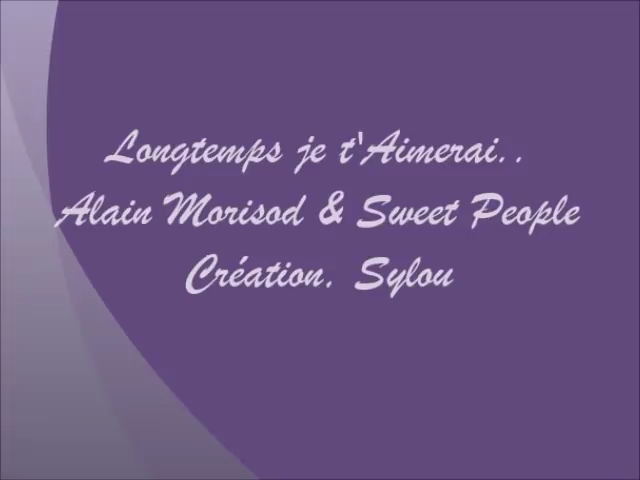 Longtemps je t'Aimerai..
Alain Morisod & Sweet People
Création. Sylou